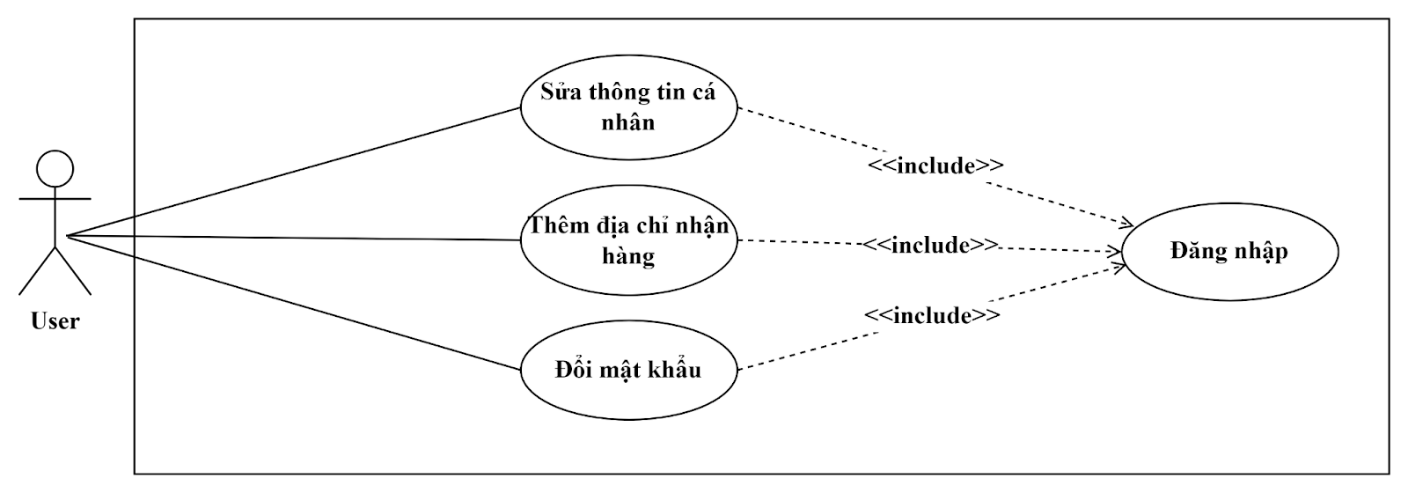 Sửa thông tin cá
nhân
<<include>>
Thêm địa chỉ nhận
hàng
<<include>>
Đăng nhập
User
<<include>>
Đổi mật khẩu